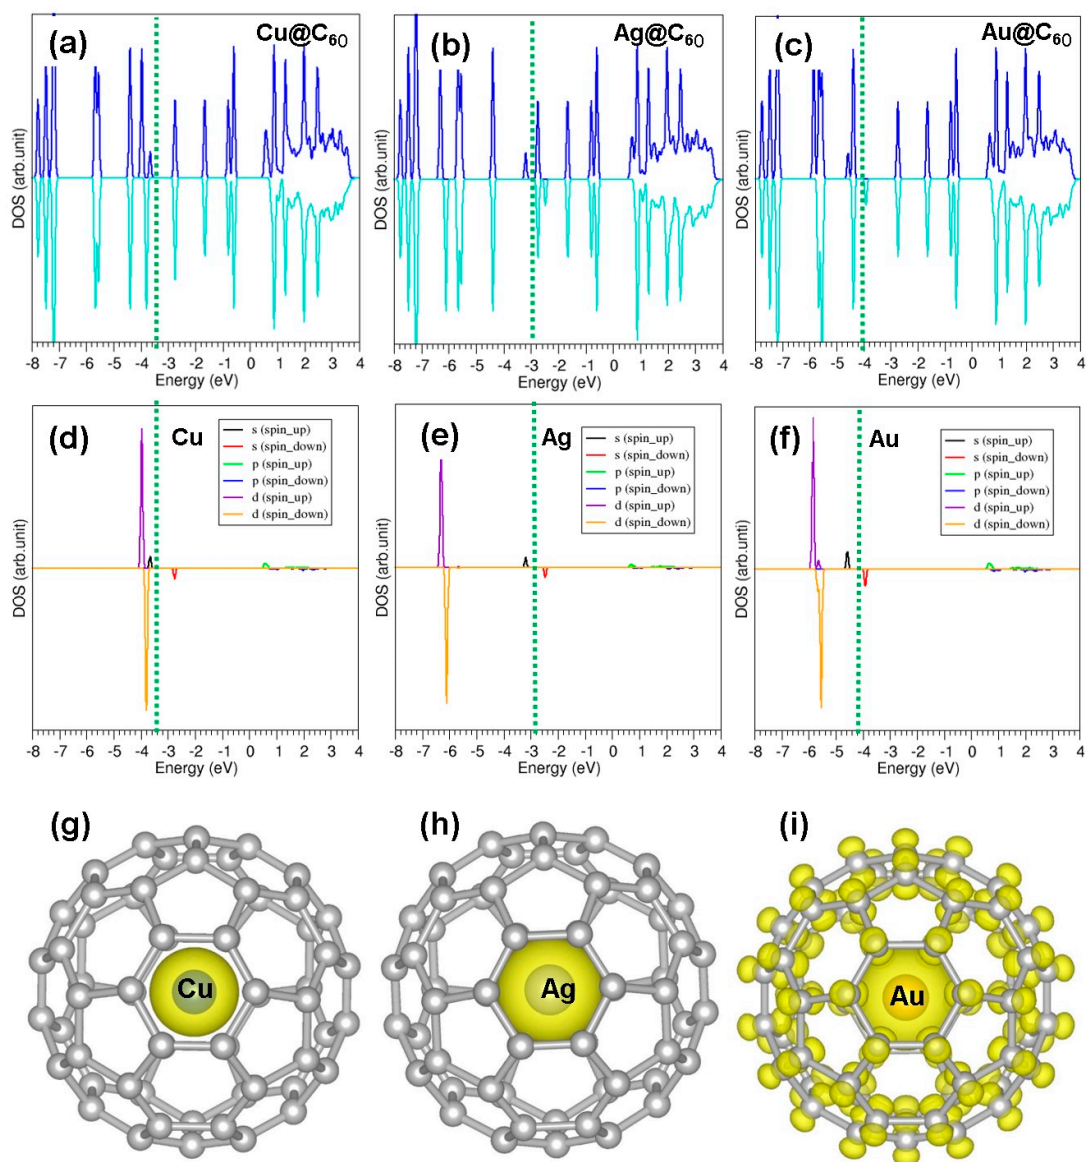 (a) Cu@C60
(b) Ag@C60
(c) Au@C60
DOS (arb.unit)
DOS (arb.unit)
DOS (arb.unit)
-8 -7 -6 -5 -4 -3 -2 -1 0 1 2 3 4
-8 -7 -6 -5 -4 -3 -2 -1 0 1 2 3 4
-8 -7 -6 -5 -4 -3 -2 -1 0 1 2 3 4
Energy (eV)
Energy (eV)
Energy (eV)
(d) Cu
s (spin_up)
s (spin_down)
p (spin_up)
p (spin_down)
d (spin_up)
d (spin_down)
(e) Ag
s (spin_up)
s (spin_down)
p (spin_up)
p (spin_down)
d (spin_up)
d (spin_down)
(f) Au
s (spin_up)
s (spin_down)
p (spin_up)
p (spin_down)
d (spin_up)
d (spin_down)
DOS (arb.unit)
DOS (arb.unit)
DOS (arb.unti)
-8 -7 -6 -5 -4 -3 -2 -1 0 1 2 3 4
-8 -7 -6 -5 -4 -3 -2 -1 0 1 2 3 4
-8 -7 -6 -5 -4 -3 -2 -1 0 1 2 3 4
Energy (eV)
Energy (eV)
Energy (eV)
(g)
Cu
(h)
Ag
(i)
Au